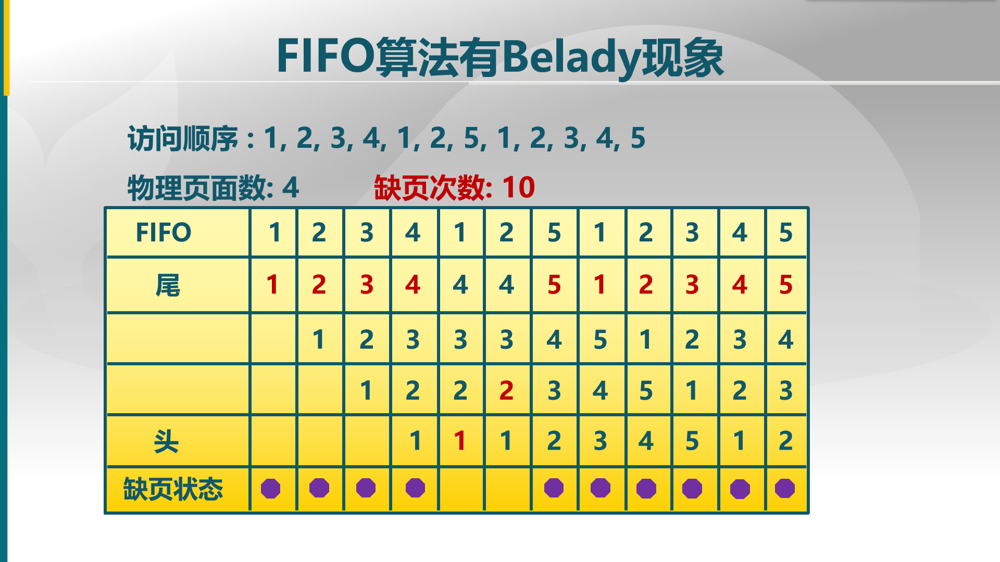 FIFO算法有Belady现象
访问顺序 : 1, 2, 3, 4, 1, 2, 5, 1, 2, 3, 4, 5
物理页面数: 4 缺页次数: 10
FIFO 1 2 3 4 1 2 5 1 2 3 4 5
尾 1 2 3 4 4 4 5 1 2 3 4 5
1 2 3 3 3 4 5 1 2 3 4
1 2 2 2 3 4 5 1 2 3
头 1 1 1 2 3 4 5 1 2
缺页状态